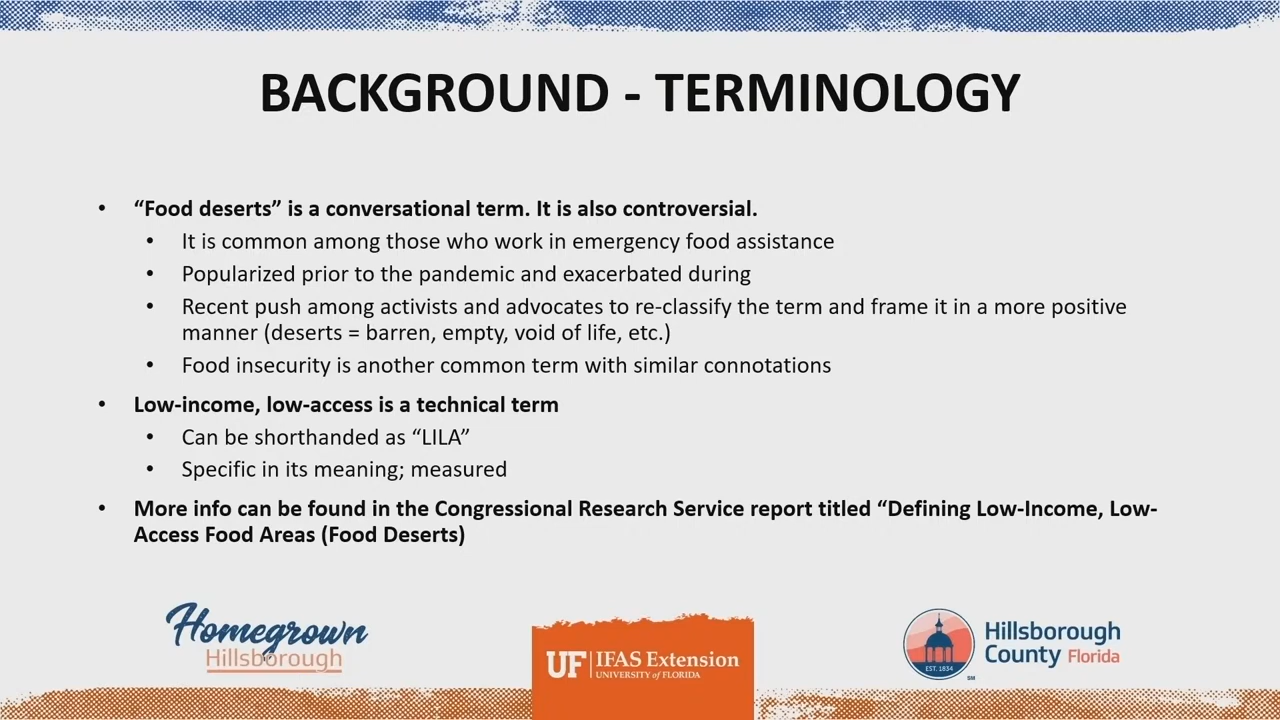 BACKGROUND - TERMINOLOGY
• “Food deserts” is a conversational term. It is also controversial.
• It is common among those who work in emergency food assistance
• Popularized prior to the pandemic and exacerbated during
• Recent push among activists and advocates to re-classify the term and frame it in a more positive
manner (deserts = barren, empty, void of life, etc.)
• Food insecurity is another common term with similar connotations
• Low-income, low-access is a technical term
• Can be shorthanded as “LILA”
• Specific in its meaning; measured
• More info can be found in the Congressional Research Service report titled “Defining Low-Income, Low-
Access Food Areas (Food Deserts)
Homegrown
Hillsborough
UF IFAS Extension
UNIVERSITY of FLORIDA
EST. 1834
SM
Hillsborough
County Florida